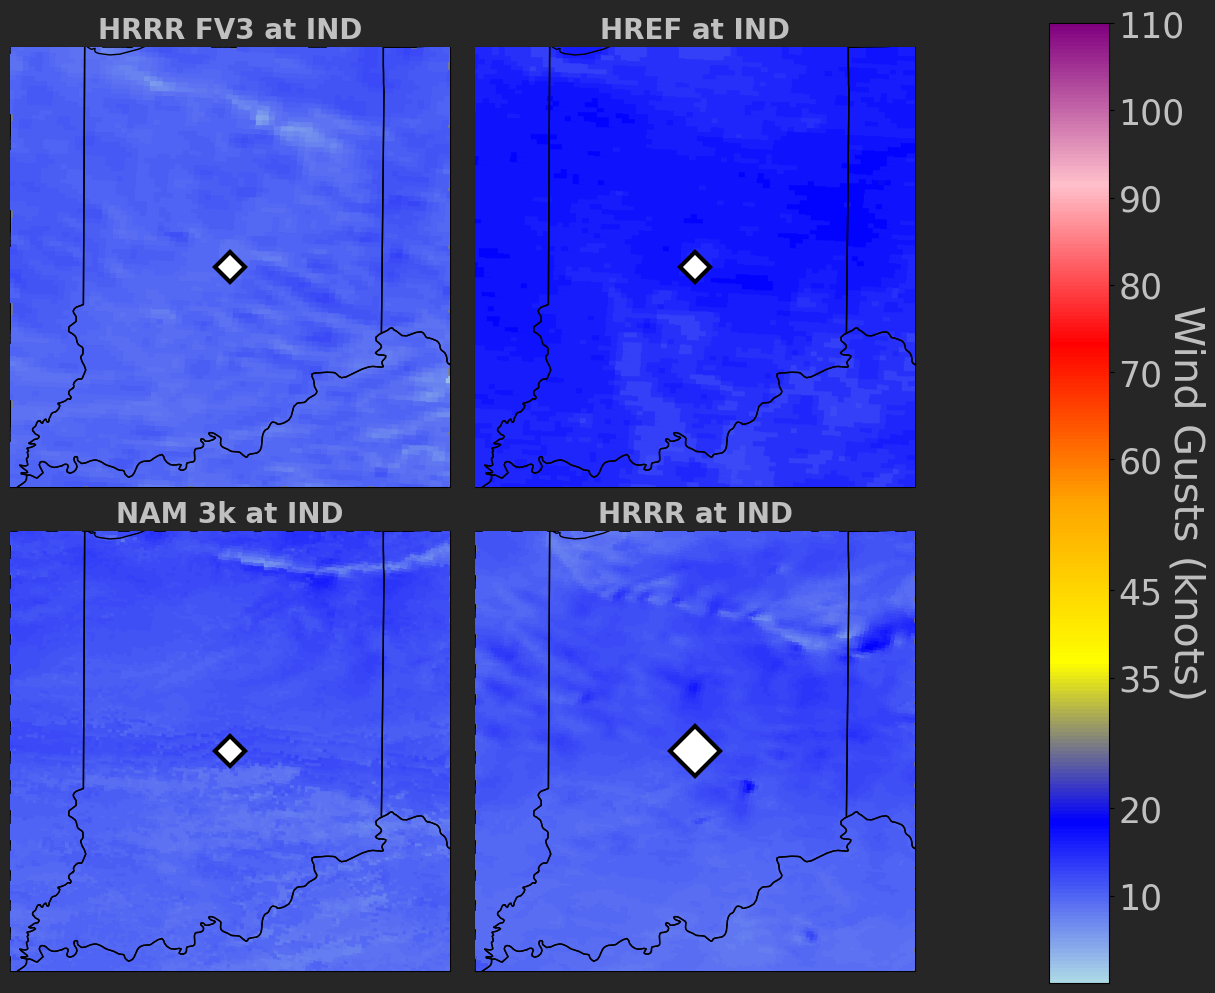 HRRR FV3 at IND
HREF at IND
NAM 3k at IND
HRRR at IND
110
100
90
80
70
60
45
35
20
10
Wind Gusts (knots)